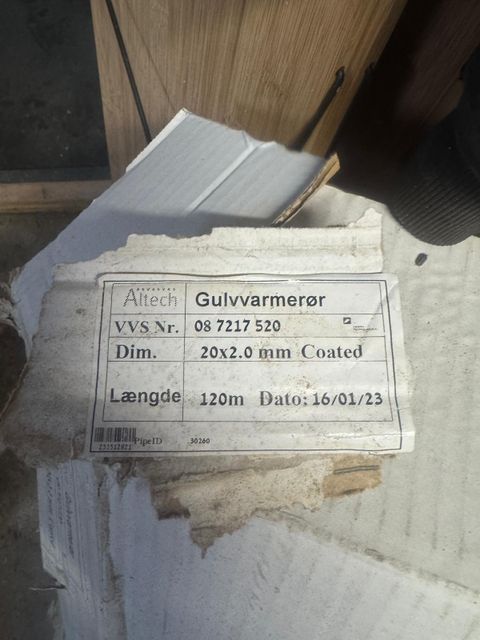 Altech Gulvvarmerør
VVS Nr. 08 7217 520
Dim. 20x2.0 mm Coated
Længde 120m Dato: 16/01/23
PipeID 30260